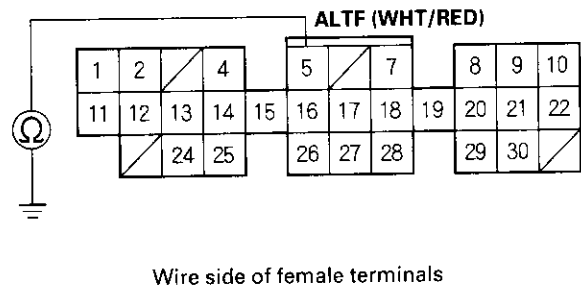 ALTF (WHT/RED)
1 2 4 5 7 8 9 10
11 12 13 14 15 16 17 18 19 20 21 22
Ω
24 25 26 27 28 29 30
Wire side of female terminals